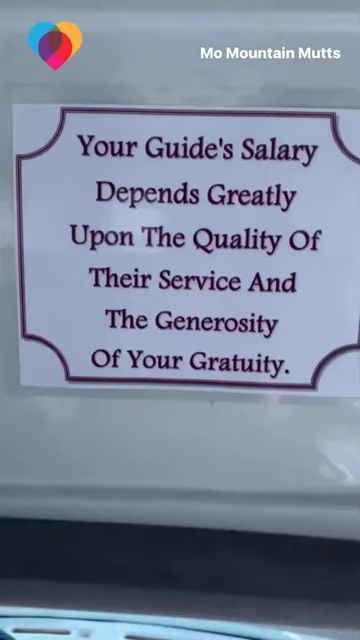 Mo Mountain Mutts
Your Guide's Salary
Depends Greatly
Upon The Quality Of
Their Service And
The Generosity
Of Your Gratuity.